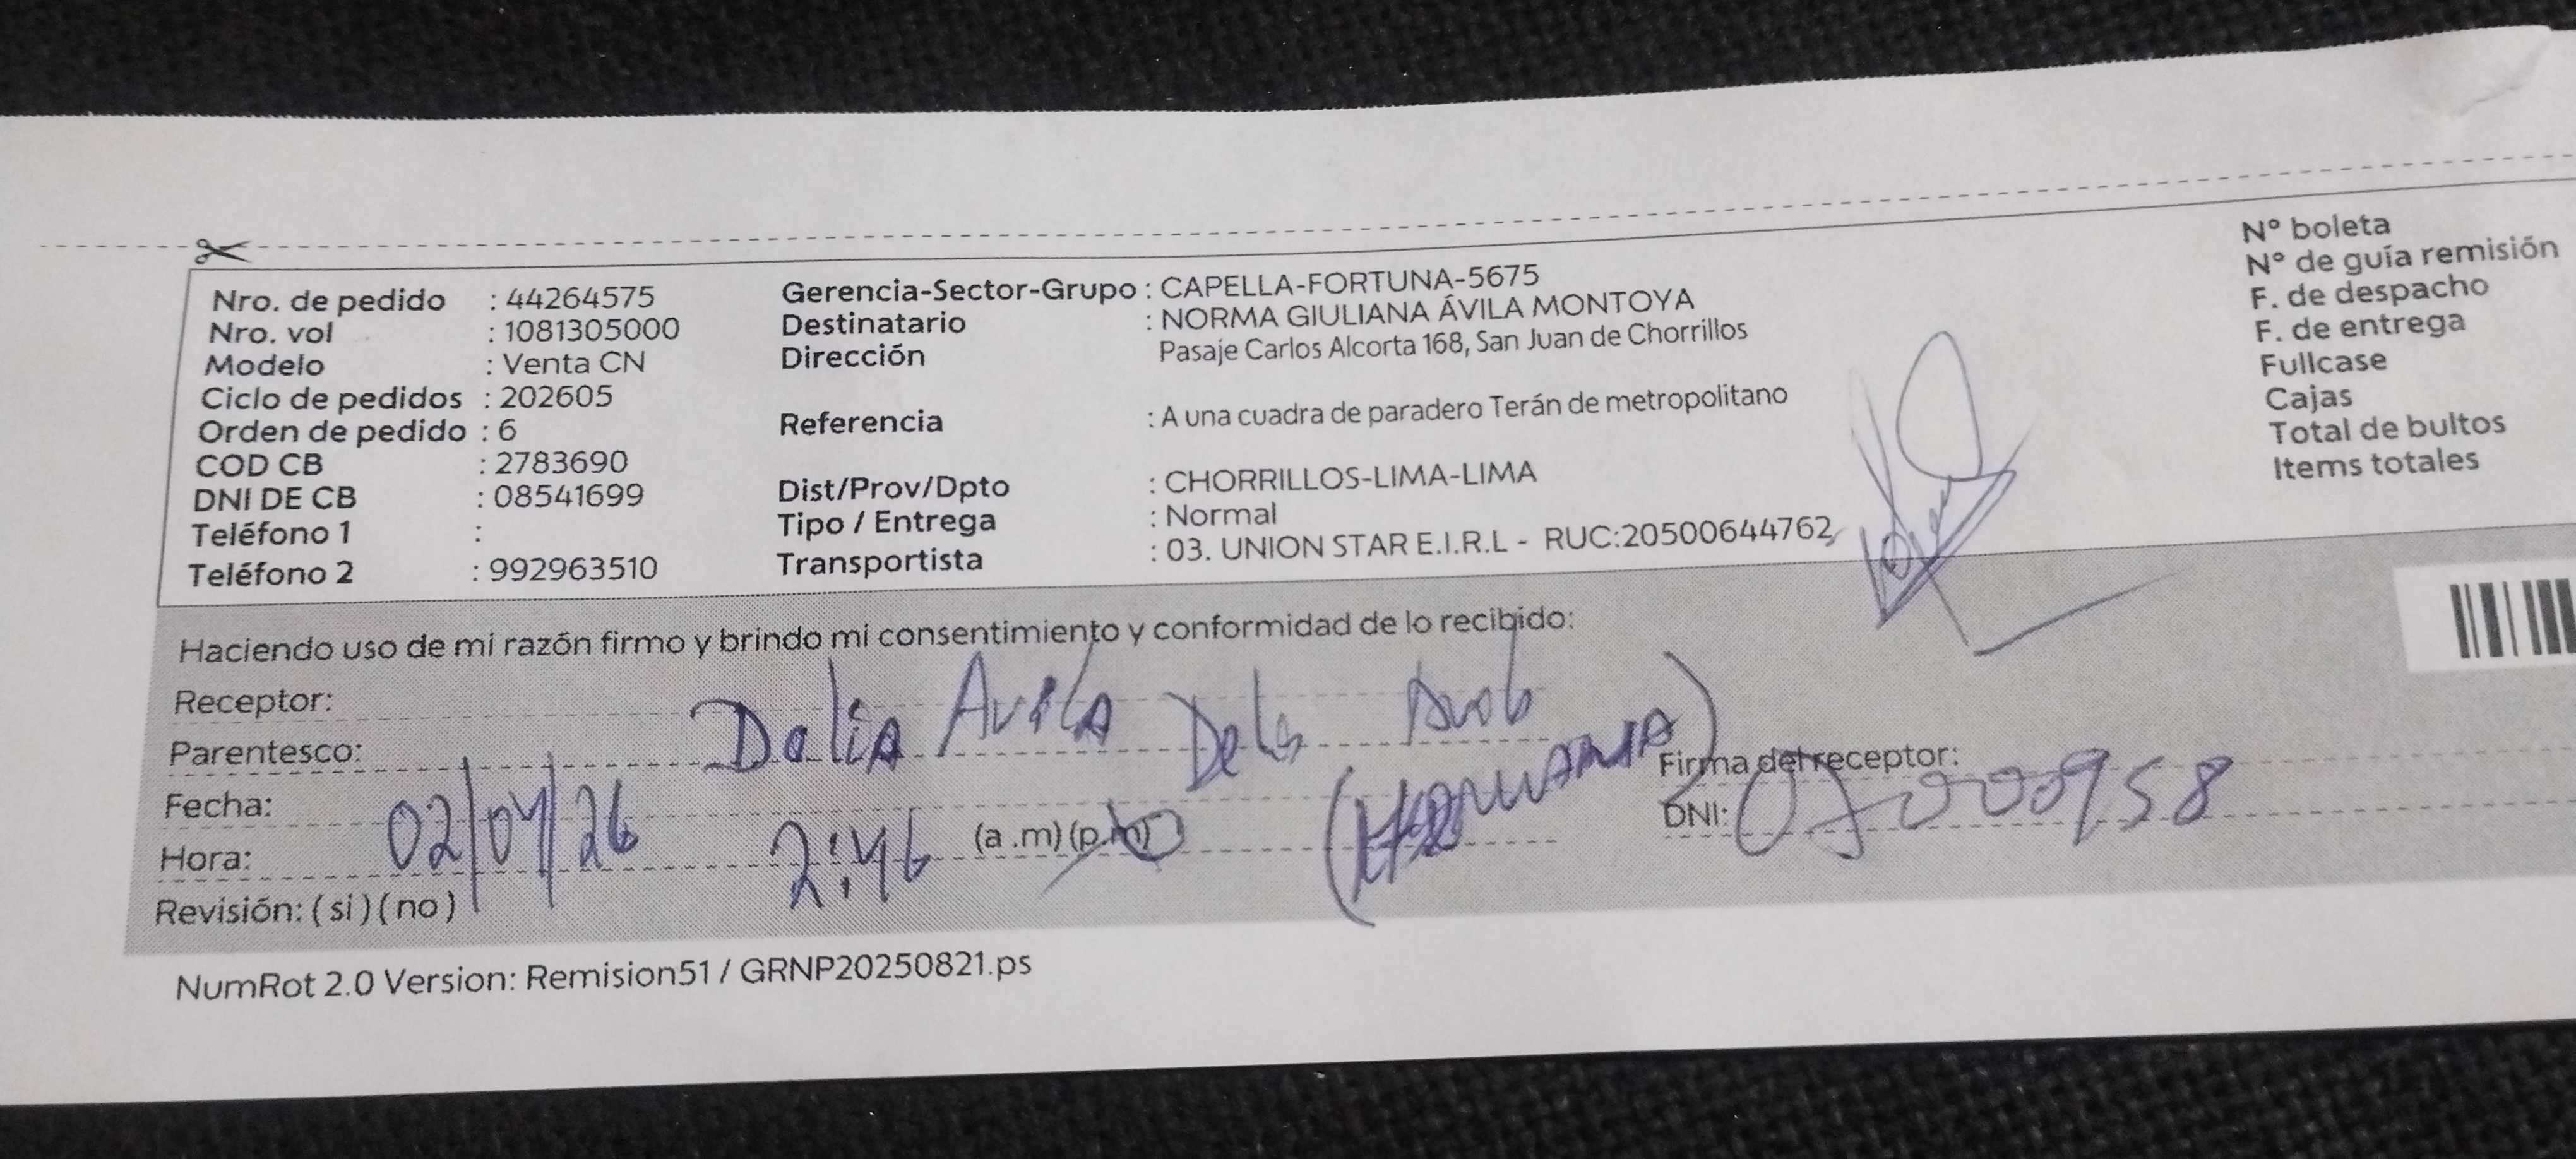 Nro. de pedido : 44264575
Nro. vol : 1081305000
Modelo : Venta CN
Ciclo de pedidos : 202605
Orden de pedido : 6
COD CB : 2783690
DNI DE CB : 08541699
Teléfono 1 :
Teléfono 2 : 992963510
Gerencia-Sector-Grupo : CAPELLA-FORTUNA-5675
Destinatario : NORMA GIULIANA ÁVILA MONTOYA
Dirección Pasaje Carlos Alcorta 168, San Juan de Chorrillos
Referencia : A una cuadra de paradero Terán de metropolitano
Dist/Prov/Dpto : CHORRILLOS-LIMA-LIMA
Tipo / Entrega : Normal
Transportista : 03. UNION STAR E.I.R.L - RUC:20500644762
N° boleta
N° de guía remisión
F. de despacho
F. de entrega
Fullcase
Cajas
Total de bultos
Items totales
Haciendo uso de mi razón firmo y brindo mi consentimiento y conformidad de lo recibido:
Receptor:
Parentesco: Dalia Avila
Fecha: 02/04/26
Hora: 2:46 (a .m) (p.m)
Firma del receptor:
DNI: 07000958
Revisión: ( si ) ( no )
NumRot 2.0 Version: Remision51 / GRNP20250821.ps